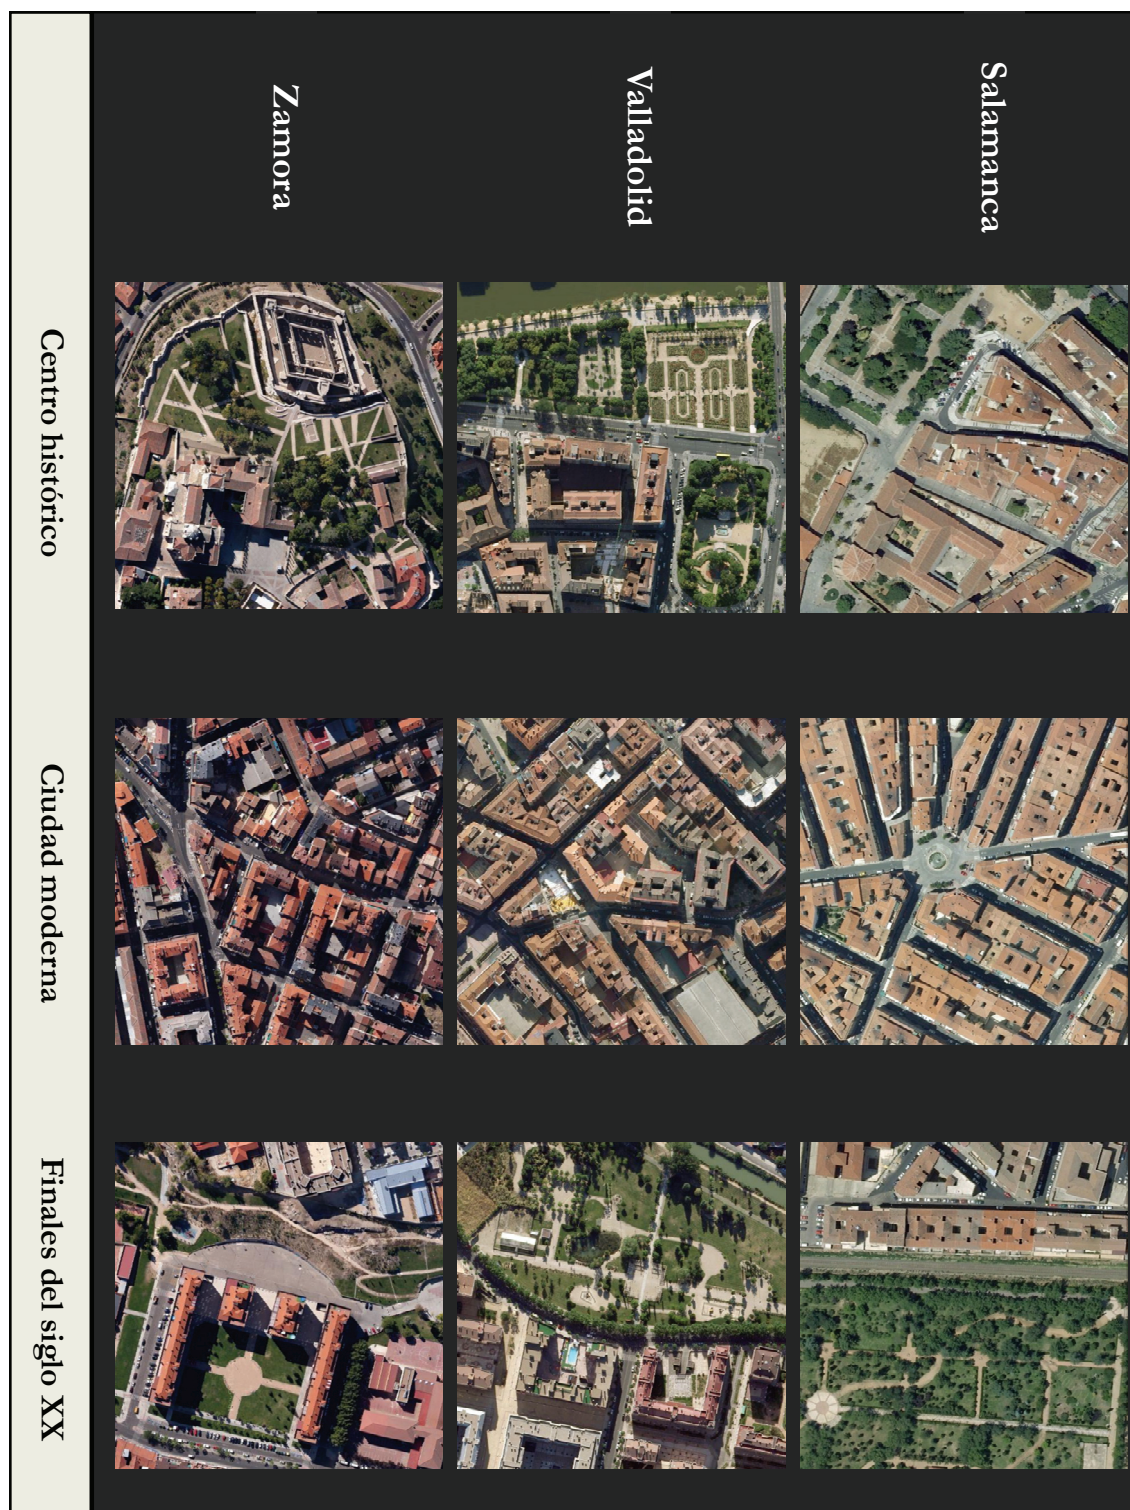 Centro histórico
Ciudad moderna
Finales del siglo XX
Salamanca
Valladolid
Zamora